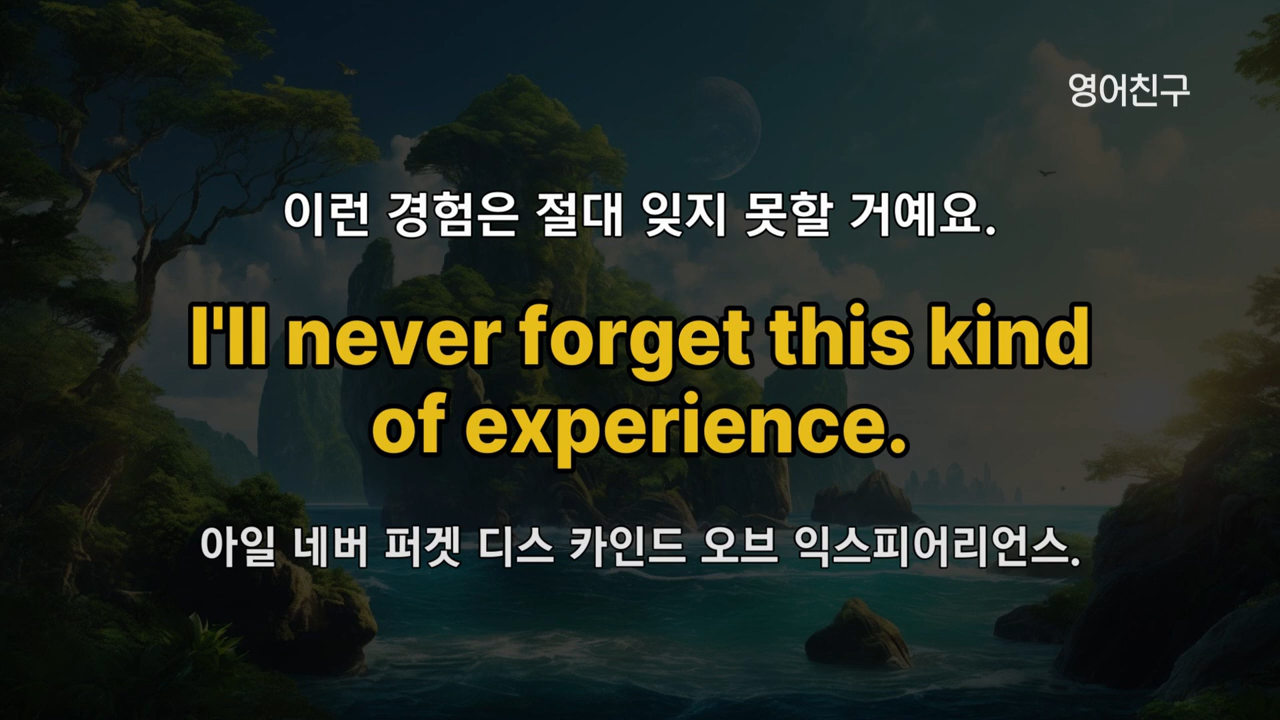 영어친구
이런 경험은 절대 잊지 못할 거예요.
I'll never forget this kind
of experience.
아일 네버 퍼겟 디스 카인드 오브 익스피어리언스.